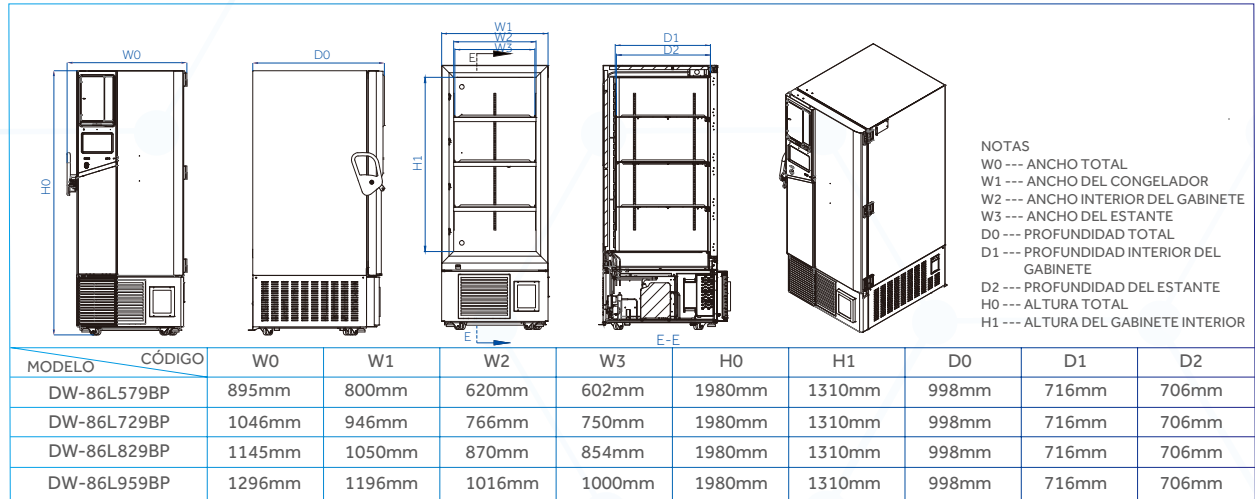 W0
H0
D0
W1
W2
W3
E
H1
E
D1
D2
E-E
NOTAS
W0 --- ANCHO TOTAL
W1 --- ANCHO DEL CONGELADOR
W2 --- ANCHO INTERIOR DEL GABINETE
W3 --- ANCHO DEL ESTANTE
D0 --- PROFUNDIDAD TOTAL
D1 --- PROFUNDIDAD INTERIOR DEL
GABINETE
D2 --- PROFUNDIDAD DEL ESTANTE
H0 --- ALTURA TOTAL
H1 --- ALTURA DEL GABINETE INTERIOR
MODELO CÓDIGO W0 W1 W2 W3 H0 H1 D0 D1 D2
DW-86L579BP 895mm 800mm 620mm 602mm 1980mm 1310mm 998mm 716mm 706mm
DW-86L729BP 1046mm 946mm 766mm 750mm 1980mm 1310mm 998mm 716mm 706mm
DW-86L829BP 1145mm 1050mm 870mm 854mm 1980mm 1310mm 998mm 716mm 706mm
DW-86L959BP 1296mm 1196mm 1016mm 1000mm 1980mm 1310mm 998mm 716mm 706mm